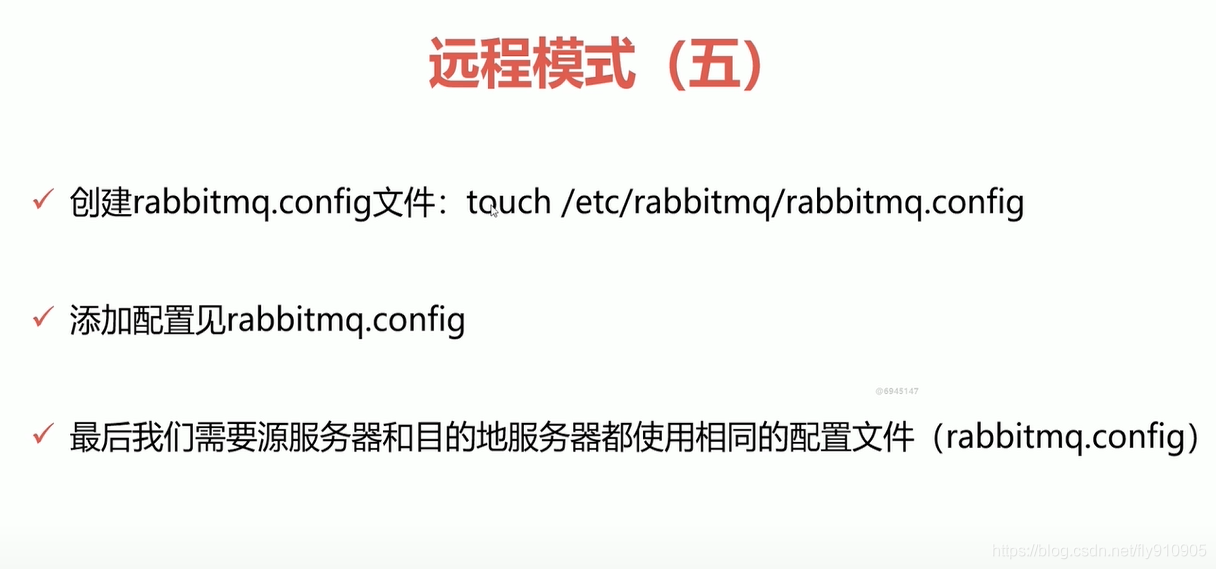 远程模式（五）
创建rabbitmq.config文件：touch /etc/rabbitmq/rabbitmq.config
添加配置见rabbitmq.config
@6945147
最后我们需要源服务器和目的地服务器都使用相同的配置文件（rabbitmq.config）
https://blog.csdn.net/fly910905